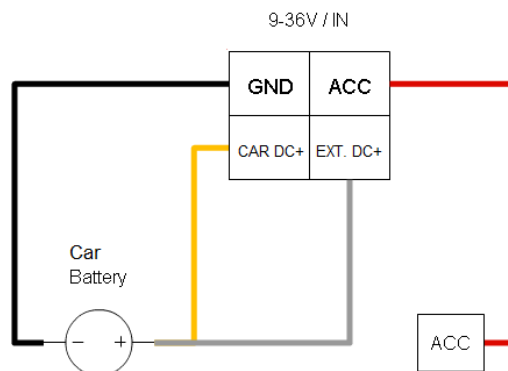 9-36V / IN
GND ACC
CAR DC+ EXT. DC+
Car
Battery
− +
ACC